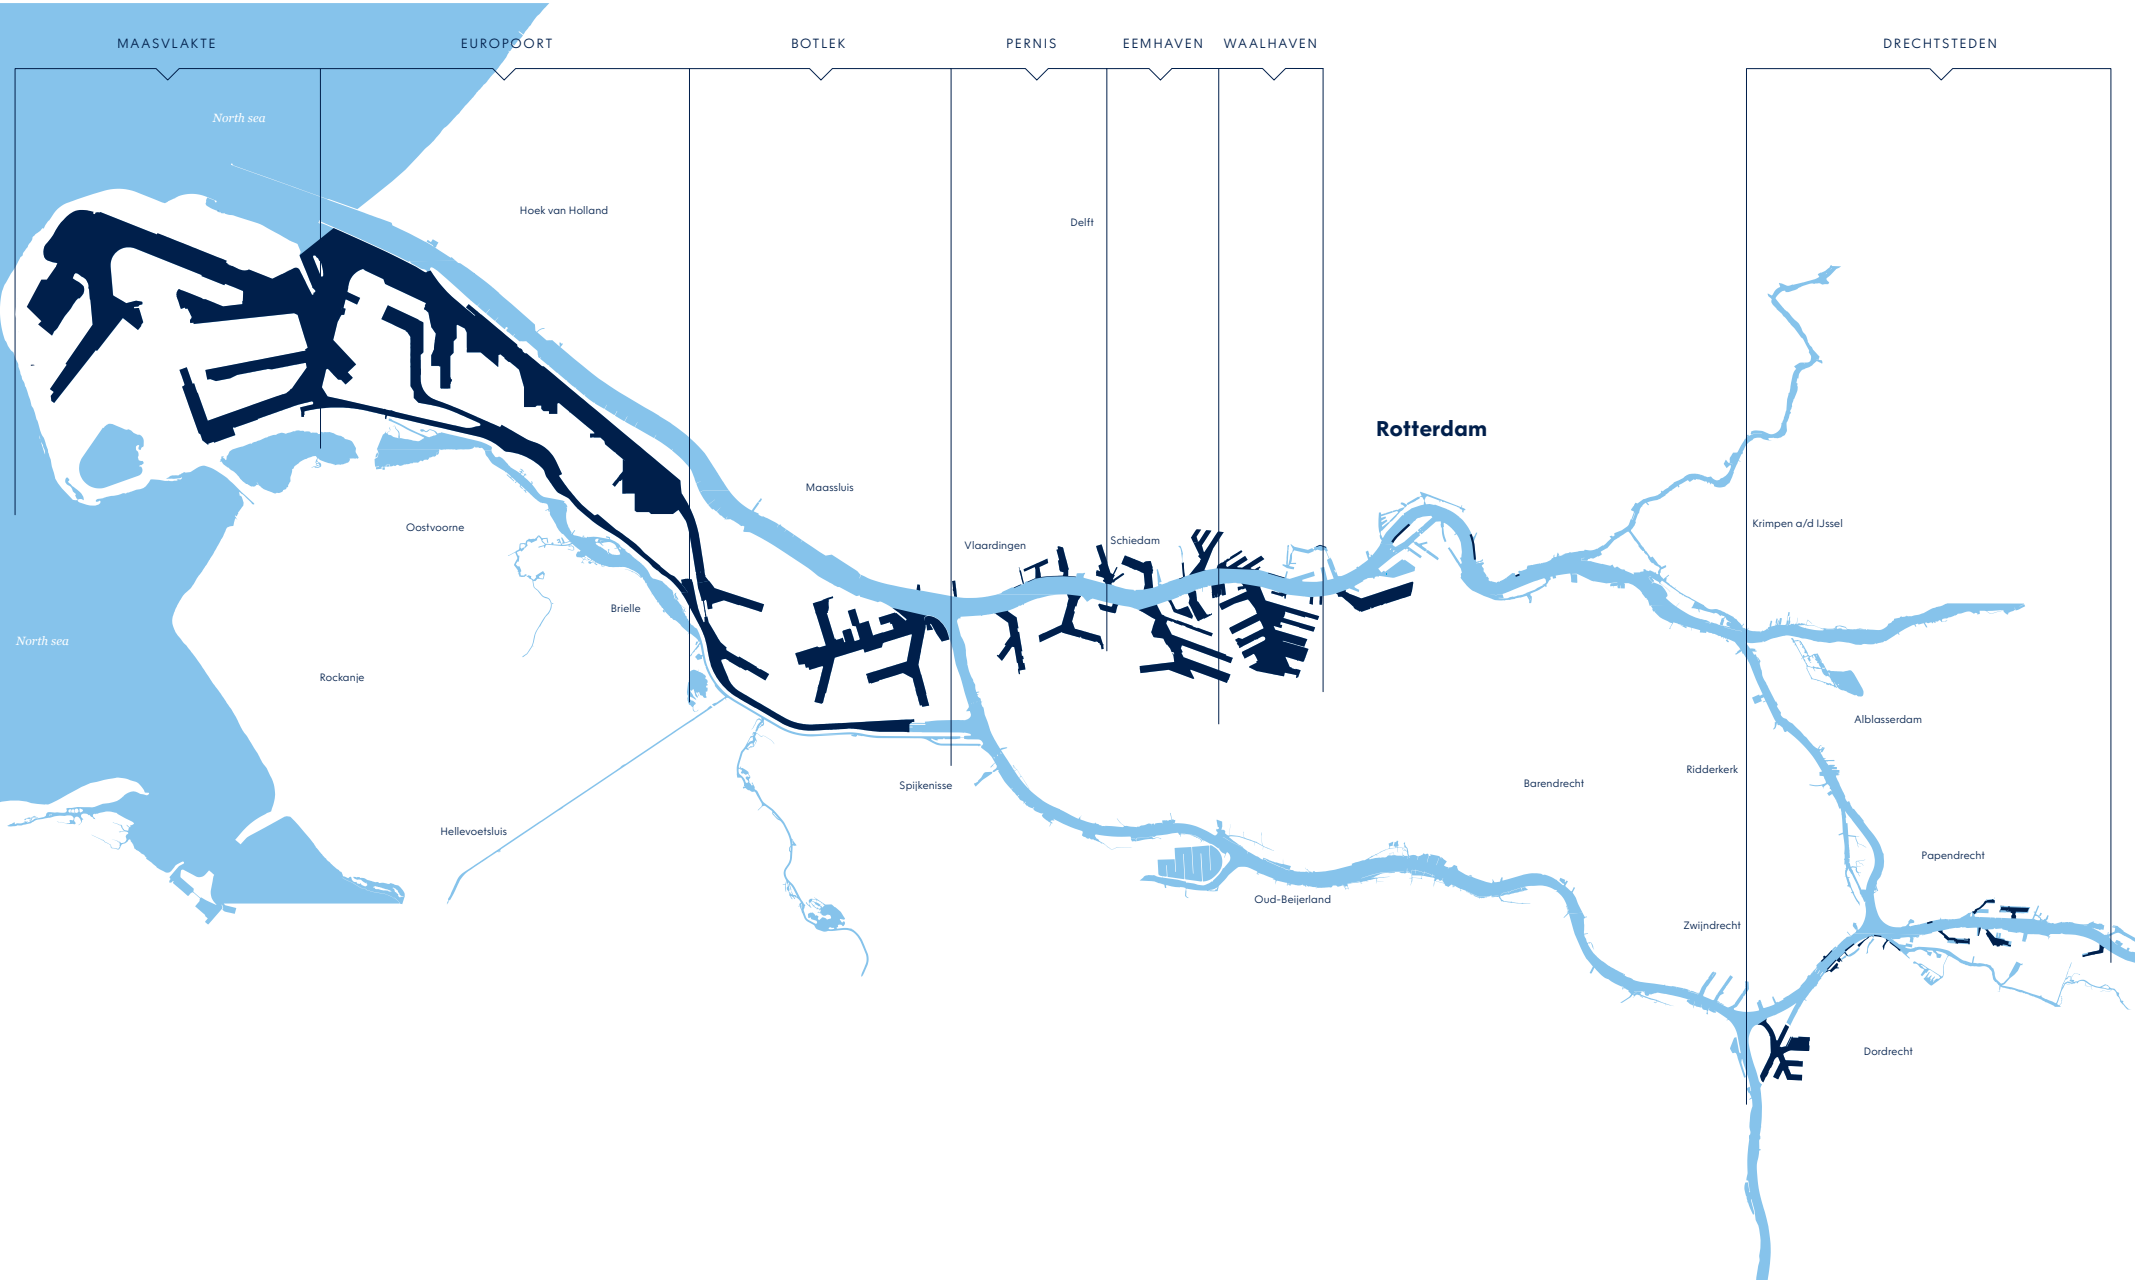 MAASVLAKTE
EUROPOORT
BOTLEK
PERNIS
EEMHAVEN
WAALHAVEN
DRECHTSTEDEN
North sea
Hoek van Holland
Delft
Rotterdam
Maassluis
Oostvoorne
Vlaardingen
Schiedam
Krimpen a/d IJssel
Brielle
North sea
Rockanje
Alblasserdam
Ridderkerk
Spijkenisse
Barendrecht
Hellevoetsluis
Papendrecht
Oud-Beijerland
Zwijndrecht
Dordrecht